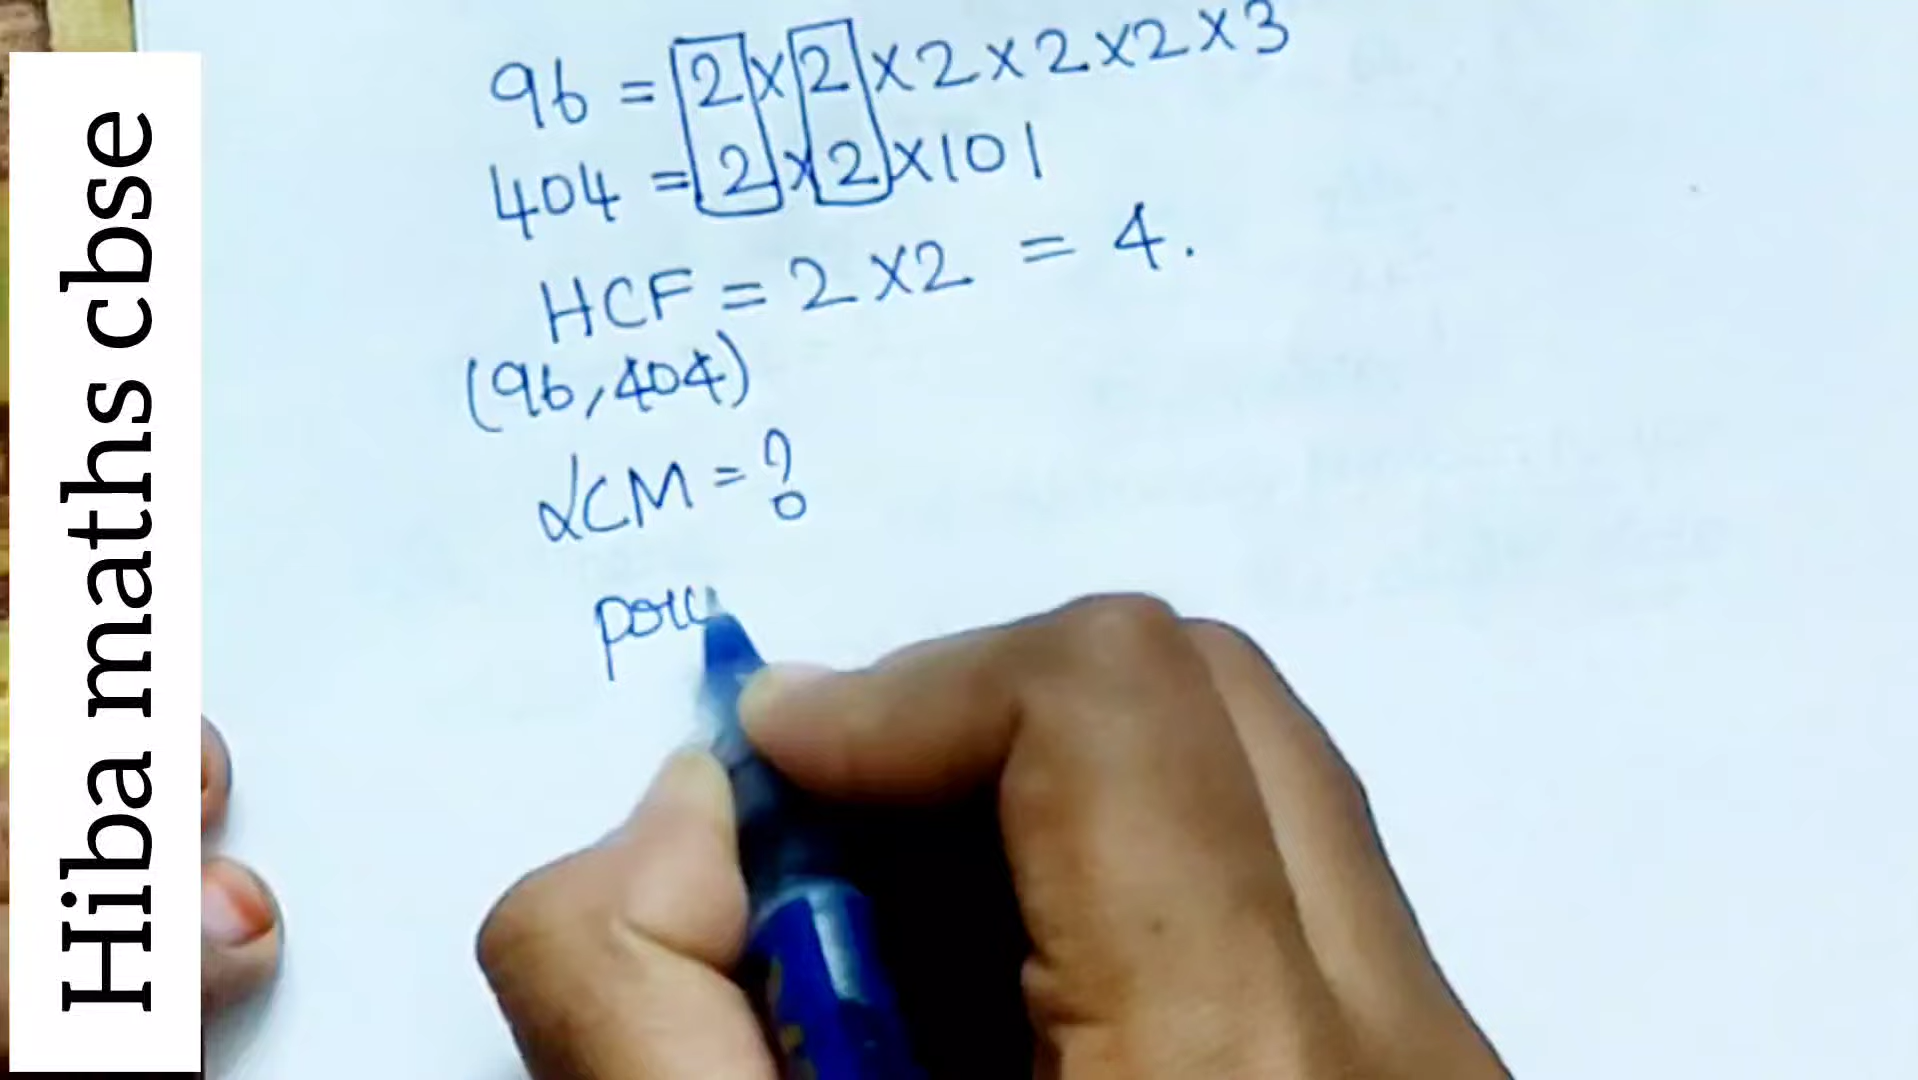 Hiba maths cbse
96 = 2×2×2×2×2×3
404 = 2×2×101
HCF = 2×2 = 4.
(96,404)
LCM = ?